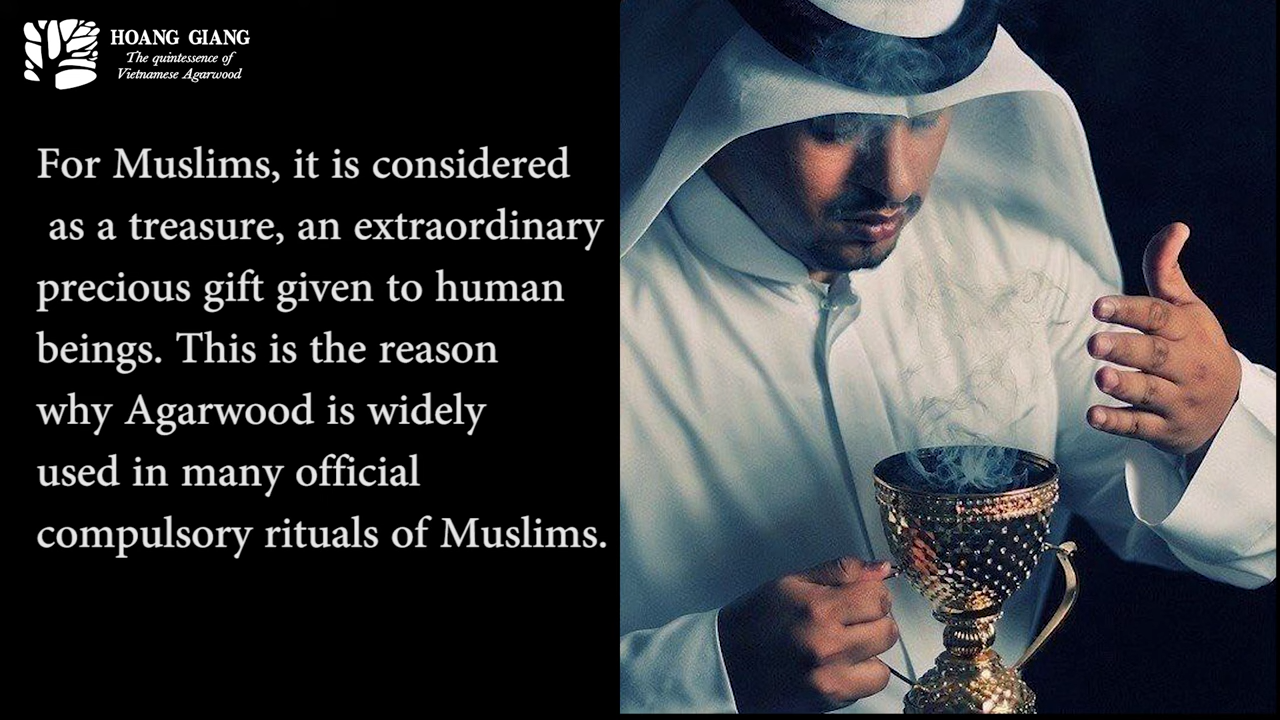 HOANG GIANG
The quintessence of
Vietnamese Agarwood
For Muslims, it is considered
as a treasure, an extraordinary
precious gift given to human
beings. This is the reason
why Agarwood is widely
used in many official
compulsory rituals of Muslims.